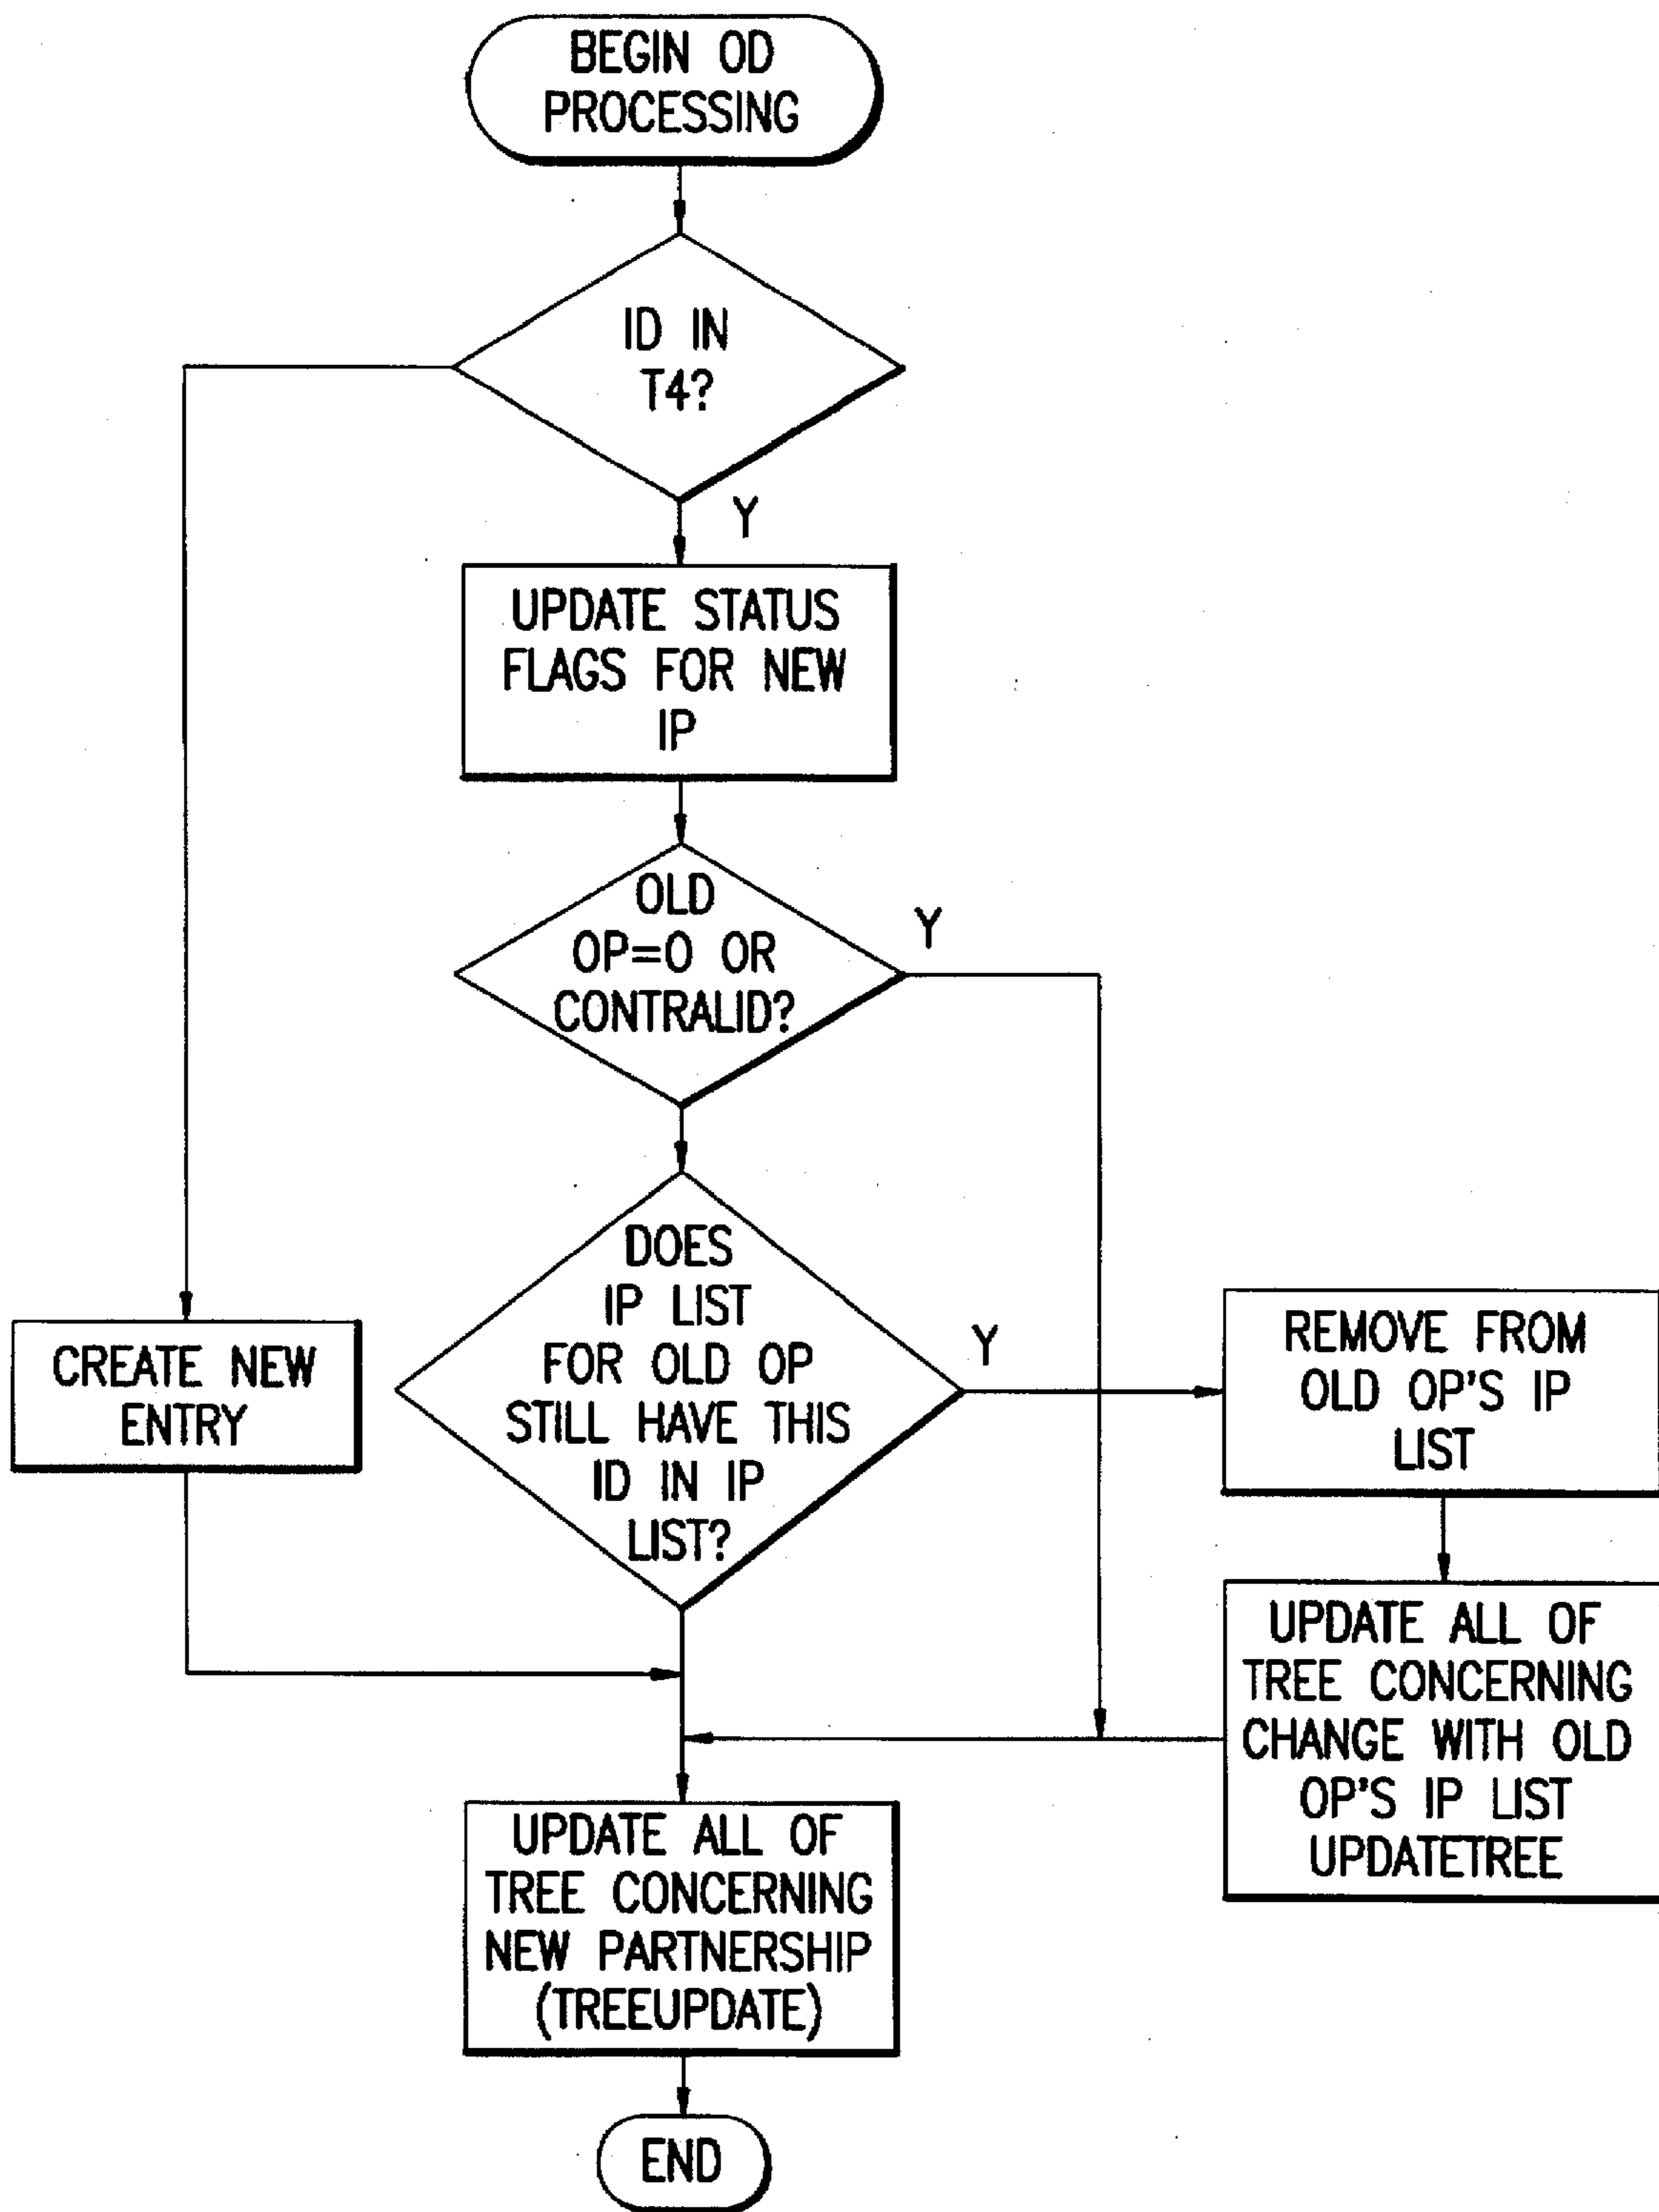 BEGIN OD
PROCESSING
ID IN
T4?
Y
UPDATE STATUS
FLAGS FOR NEW
IP
OLD
OP=0 OR
CONTRALID?
Y
DOES
IP LIST
FOR OLD OP
STILL HAVE THIS
ID IN IP
LIST?
Y
REMOVE FROM
OLD OP'S IP
LIST
CREATE NEW
ENTRY
UPDATE ALL OF
TREE CONCERNING
CHANGE WITH OLD
OP'S IP LIST
UPDATETREE
UPDATE ALL OF
TREE CONCERNING
NEW PARTNERSHIP
(TREEUPDATE)
END